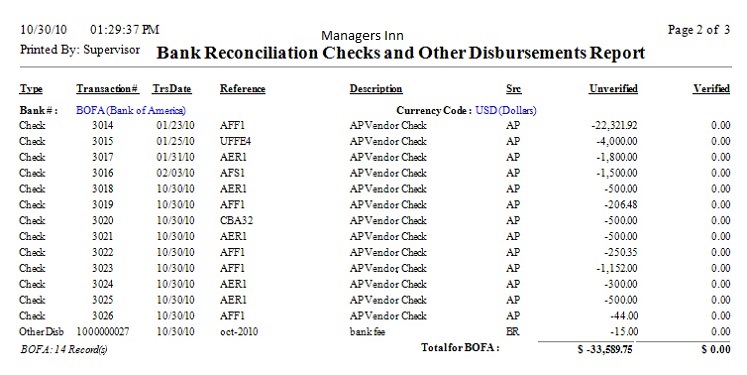 10/30/10 01:29:37 PM Managers Inn Page 2 of 3
Printed By: Supervisor Bank Reconciliation Checks and Other Disbursements Report
Type Transaction# TrsDate Reference Description Src Unverified Verified
Bank#: BOFA (Bank of America) Currency Code: USD (Dollars)
Check 3014 01/23/10 AFF1 AP Vendor Check AP -22,321.92 0.00
Check 3015 01/25/10 UFFE4 AP Vendor Check AP -4,000.00 0.00
Check 3017 01/31/10 AER1 AP Vendor Check AP -1,800.00 0.00
Check 3016 02/03/10 AFS1 AP Vendor Check AP -1,500.00 0.00
Check 3018 10/30/10 AER1 AP Vendor Check AP -500.00 0.00
Check 3019 10/30/10 AFF1 AP Vendor Check AP -206.48 0.00
Check 3020 10/30/10 CBA32 AP Vendor Check AP -500.00 0.00
Check 3021 10/30/10 AER1 AP Vendor Check AP -500.00 0.00
Check 3022 10/30/10 AFF1 AP Vendor Check AP -250.35 0.00
Check 3023 10/30/10 AFF1 AP Vendor Check AP -1,152.00 0.00
Check 3024 10/30/10 AER1 AP Vendor Check AP -300.00 0.00
Check 3025 10/30/10 AER1 AP Vendor Check AP -500.00 0.00
Check 3026 10/30/10 AFF1 AP Vendor Check AP -44.00 0.00
Other Disb 1000000027 10/30/10 oct-2010 bank fee BR -15.00 0.00
BOFA: 14 Record(s) Total for BOFA: $ -33,589.75 $ 0.00